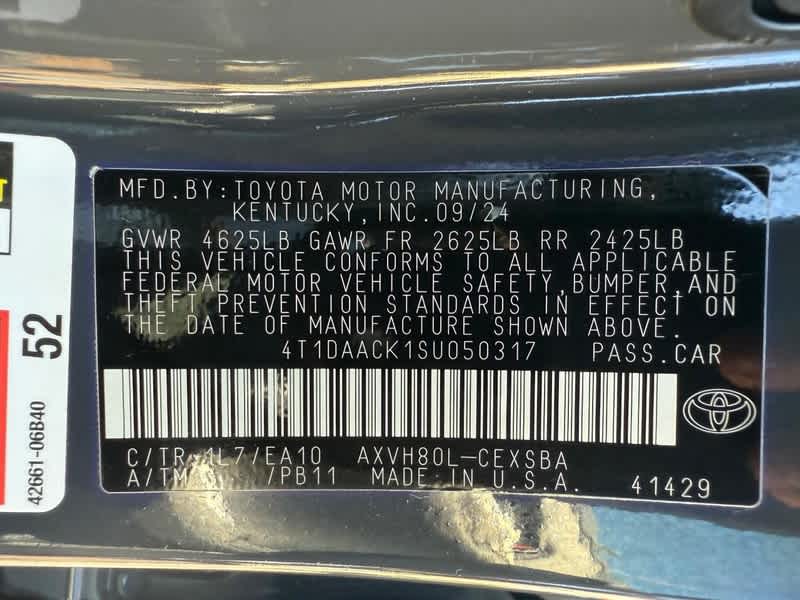 MFD.BY:TOYOTA MOTOR MANUFACTURING,
KENTUCKY,INC.09/24
GVWR 4625LB GAWR FR 2625LB RR 2425LB
THIS VEHICLE CONFORMS TO ALL APPLICABLE
FEDERAL MOTOR VEHICLE SAFETY,BUMPER,AND
THEFT PREVENTION STANDARDS IN EFFECT ON
THE DATE OF MANUFACTURE SHOWN ABOVE.
4T1DAACK1SU050317 PASS.CAR
C/TR 1L7/EA10 AXVH80L-CEXSBA
A/TM /PB11 MADE IN U.S.A.
41429
52
42661-06B40